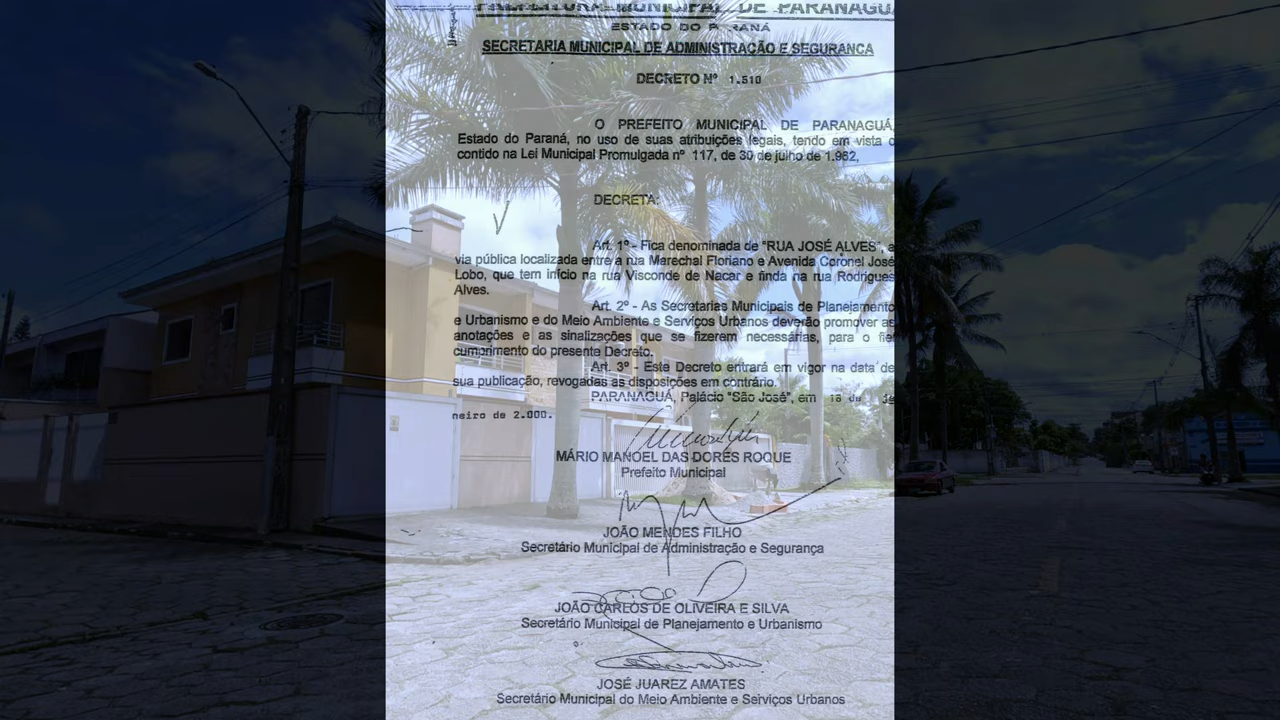 PREFEITURA MUNICIPAL DE PARANAGUÁ
ESTADO DO PARANÁ
SECRETARIA MUNICIPAL DE ADMINISTRAÇÃO E SEGURANÇA
DECRETO Nº 1.510
O PREFEITO MUNICIPAL DE PARANAGUÁ,
Estado do Paraná, no uso de suas atribuições legais, tendo em vista o
contido na Lei Municipal Promulgada nº 117, de 30 de julho de 1.982,
DECRETA:
Art. 1º - Fica denominada de "RUA JOSÉ ALVES", a
via pública localizada entre a rua Marechal Floriano e Avenida Coronel José
Lobo, que tem início na rua Visconde de Nacar e finda na rua Rodrigues
Alves.
Art. 2º - As Secretarias Municipais de Planejamento
e Urbanismo e do Meio Ambiente e Serviços Urbanos deverão promover as
anotações e as sinalizações que se fizerem necessárias, para o fie
cumprimento do presente Decreto.
Art. 3º - Este Decreto entrará em vigor na data de
sua publicação, revogadas as disposições em contrário.
PARANAGUÁ, Palácio "São José", em 18 de ja
neiro de 2.000.
MÁRIO MANOEL DAS DORES ROQUE
Prefeito Municipal
JOÃO MENDES FILHO
Secretário Municipal de Administração e Segurança
JOÃO CARLOS DE OLIVEIRA E SILVA
Secretário Municipal de Planejamento e Urbanismo
JOSÉ JUAREZ AMATES
Secretário Municipal do Meio Ambiente e Serviços Urbanos